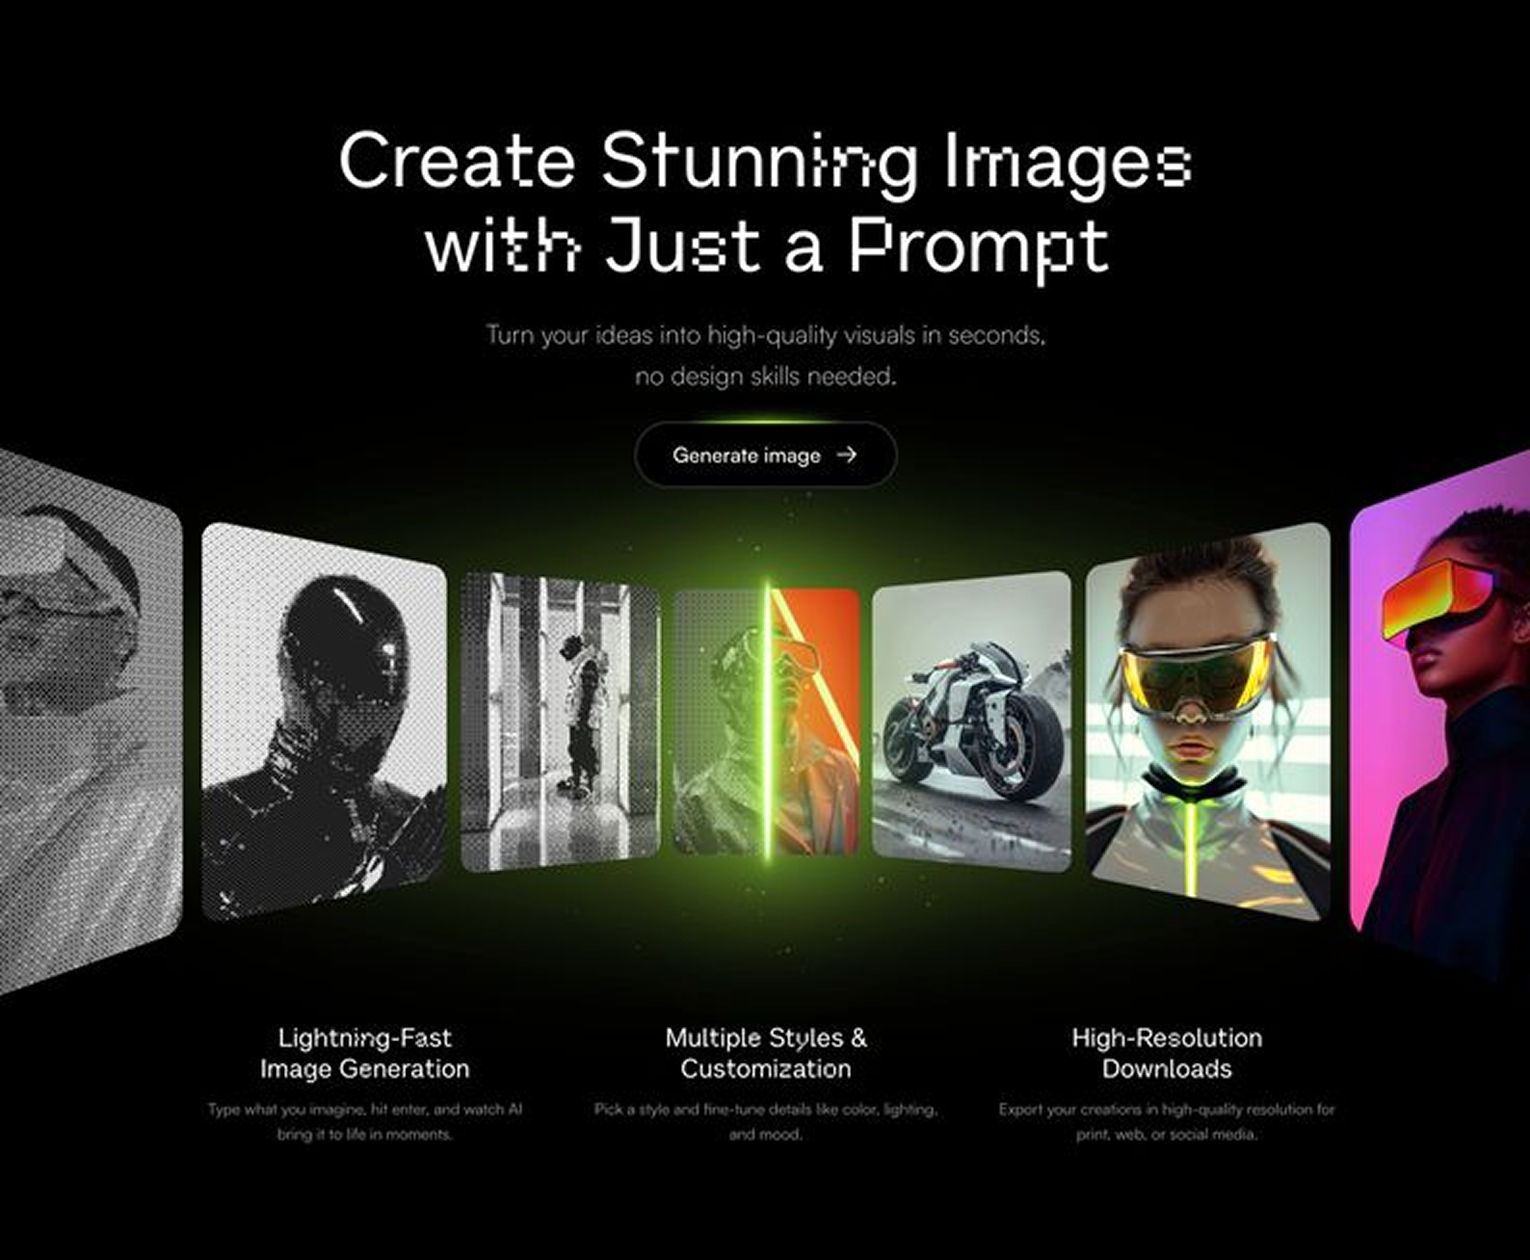 Create Stunning Images
with Just a Prompt
Turn your ideas into high-quality visuals in seconds,
no design skills needed.
Generate image →
Lightning-Fast
Image Generation
Type what you imagine, hit enter, and watch AI
bring it to life in moments.
Multiple Styles &
Customization
Pick a style and fine-tune details like color, lighting,
and mood.
High-Resolution
Downloads
Export your creations in high-quality resolution for
print, web, or social media.